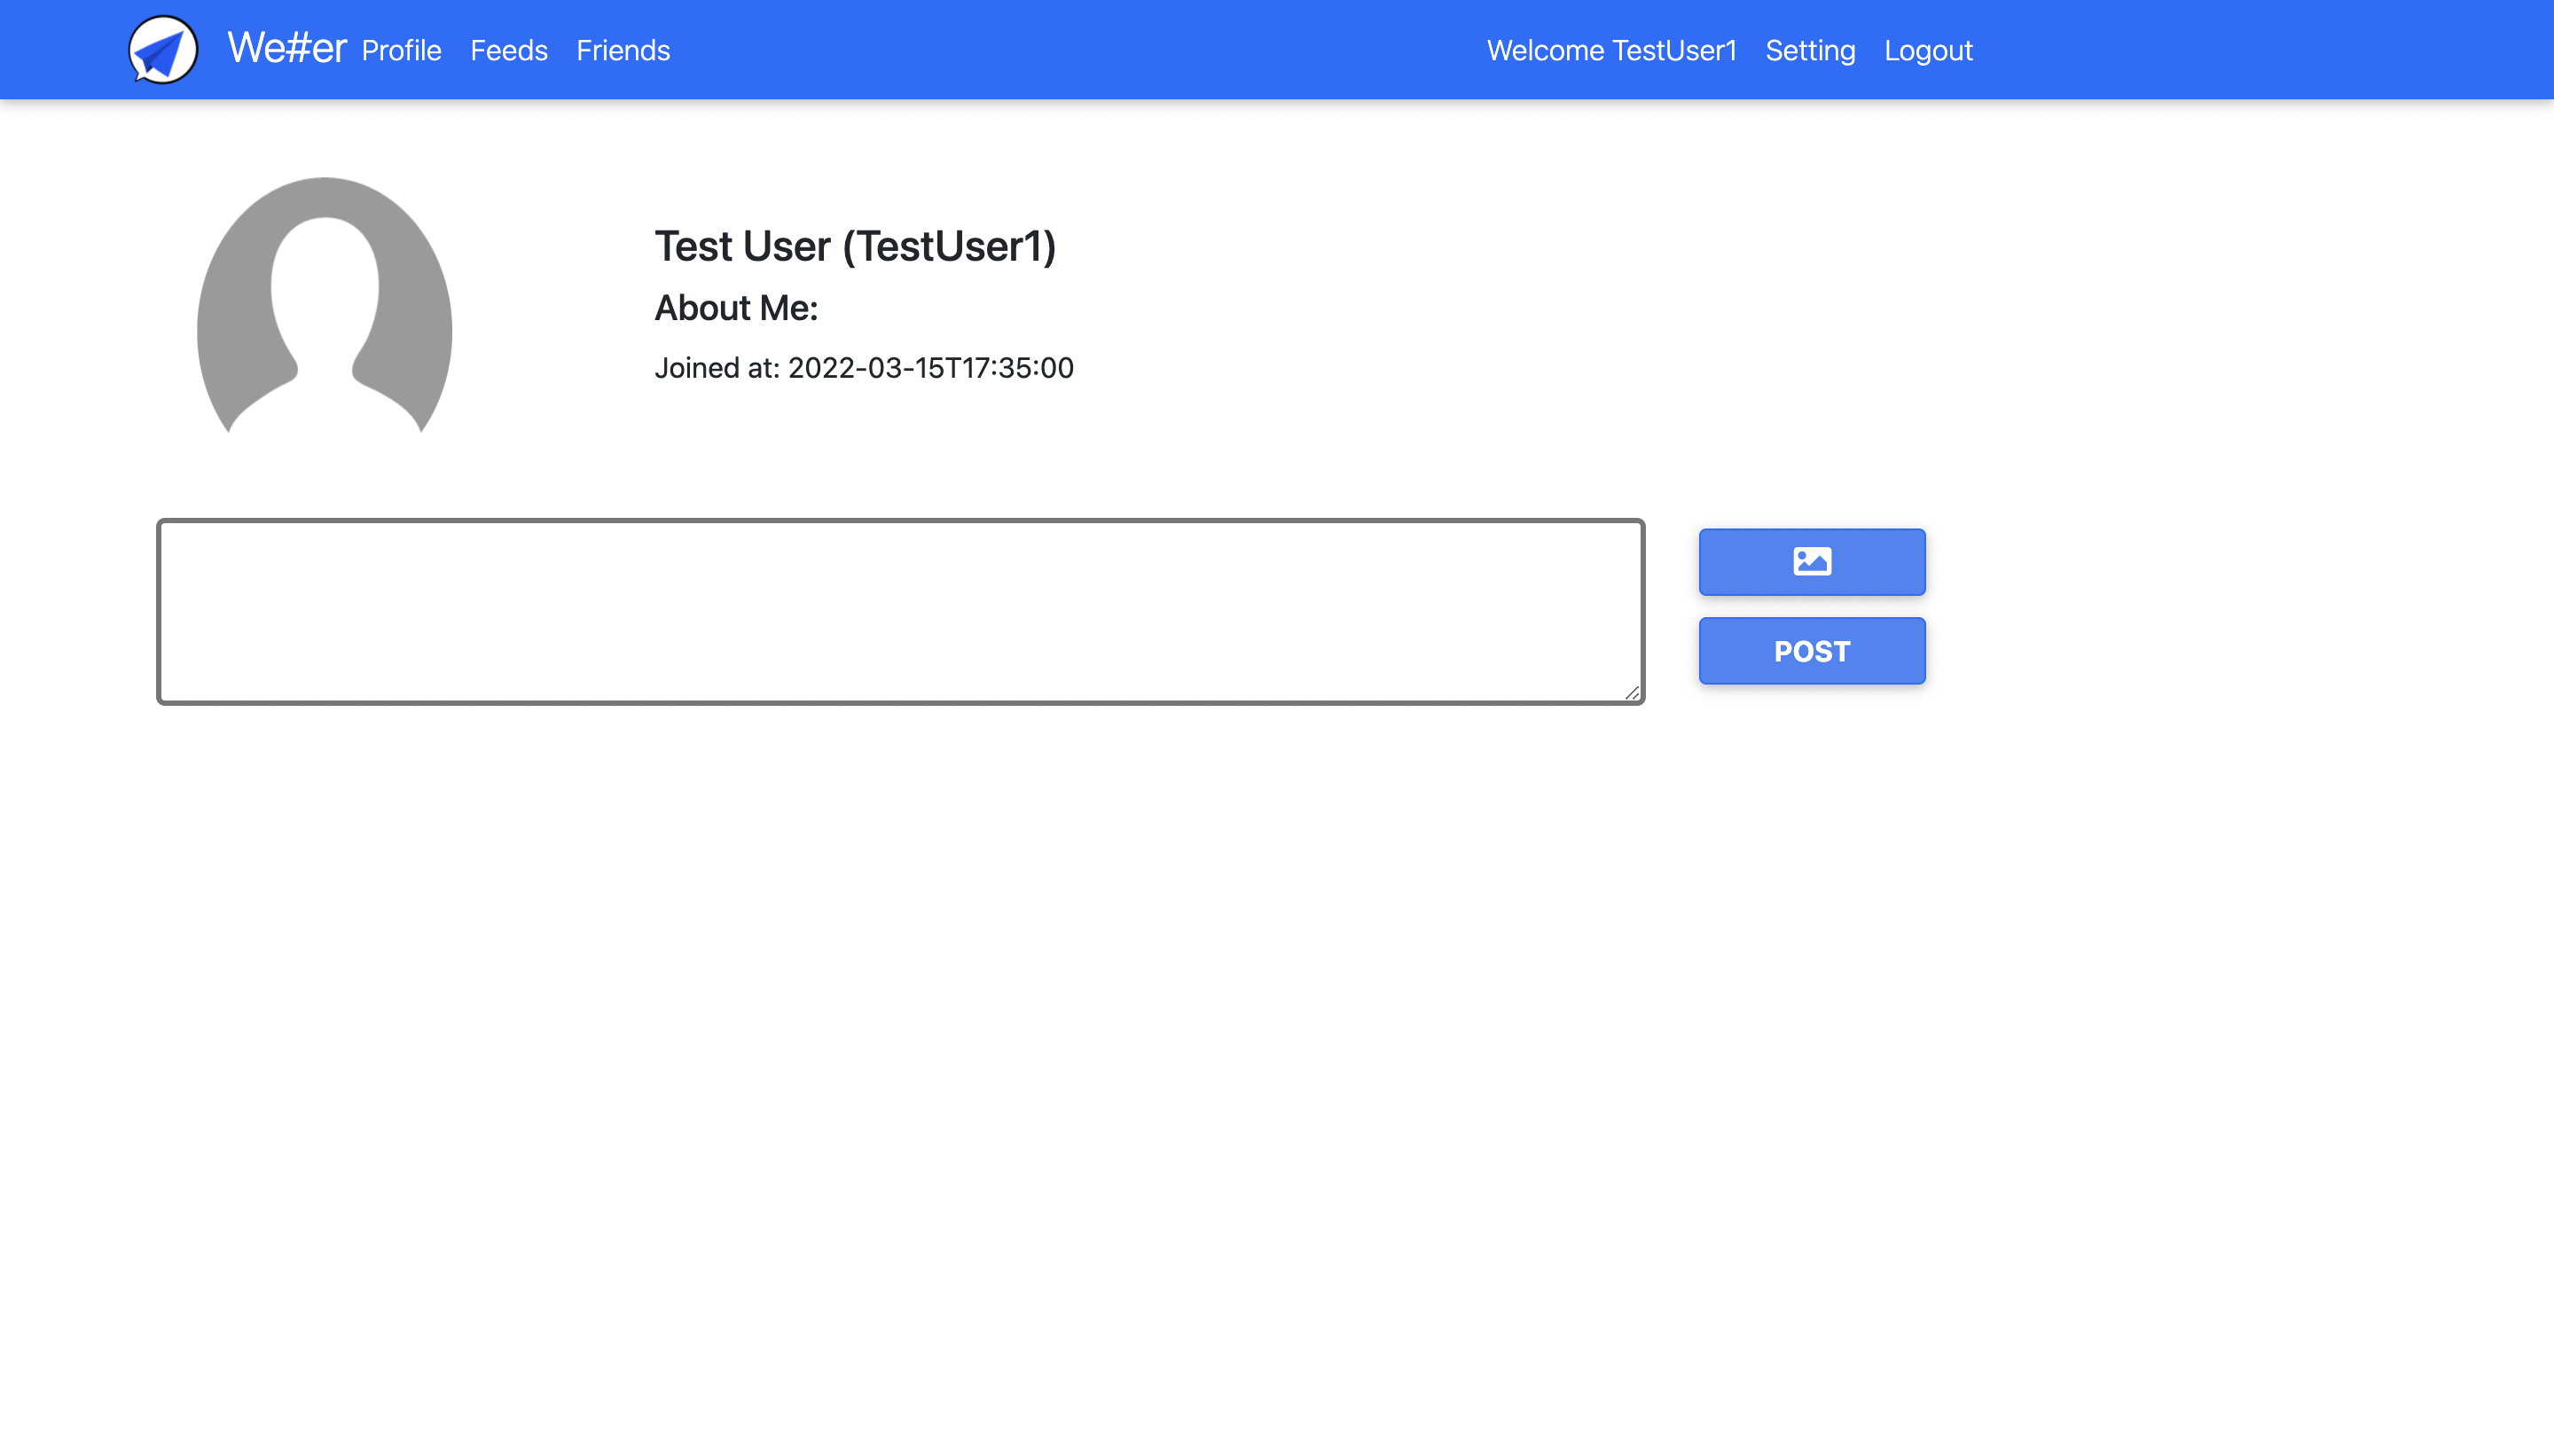 We#er Profile Feeds Friends Welcome TestUser1 Setting Logout
Test User (TestUser1)
About Me:
Joined at: 2022-03-15T17:35:00
POST